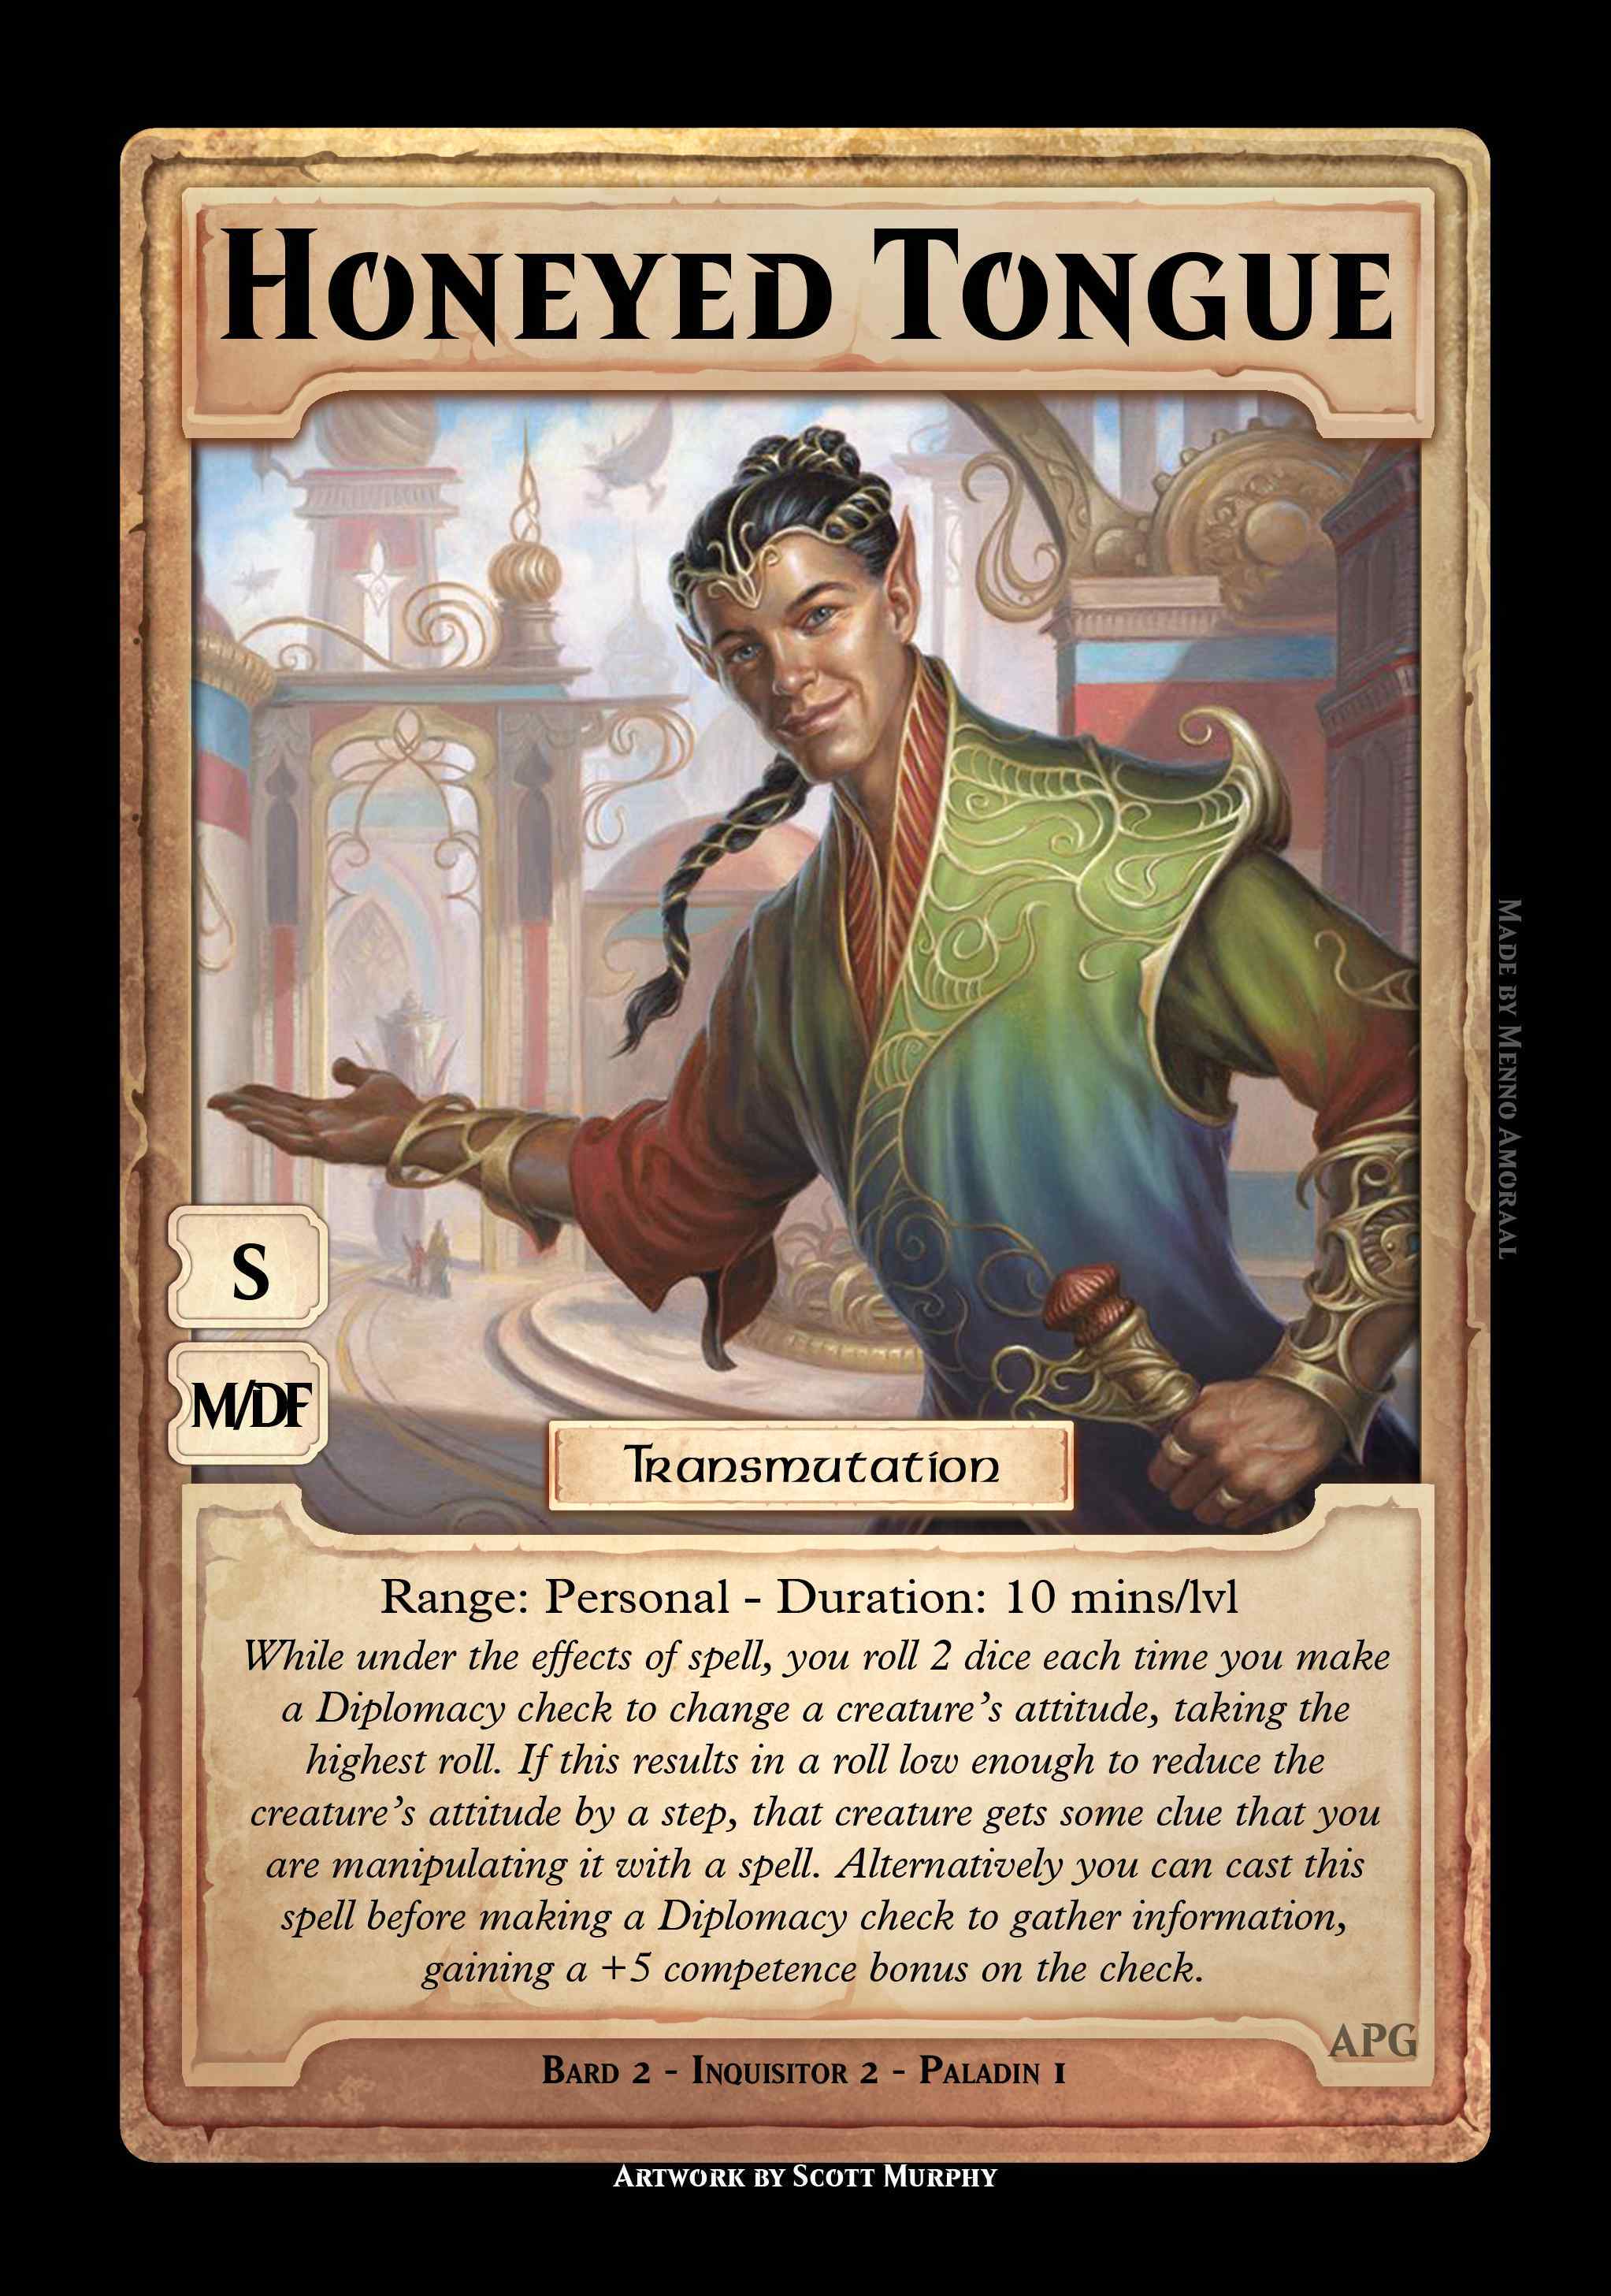 Honeyed Tongue
S
M/DF
Transmutation
Range: Personal - Duration: 10 mins/lvl
While under the effects of spell, you roll 2 dice each time you make
a Diplomacy check to change a creature's attitude, taking the
highest roll. If this results in a roll low enough to reduce the
creature's attitude by a step, that creature gets some clue that you
are manipulating it with a spell. Alternatively you can cast this
spell before making a Diplomacy check to gather information,
gaining a +5 competence bonus on the check.
APG
Bard 2 - Inquisitor 2 - Paladin 1
Artwork by Scott Murphy
Made by Menno Amoraal